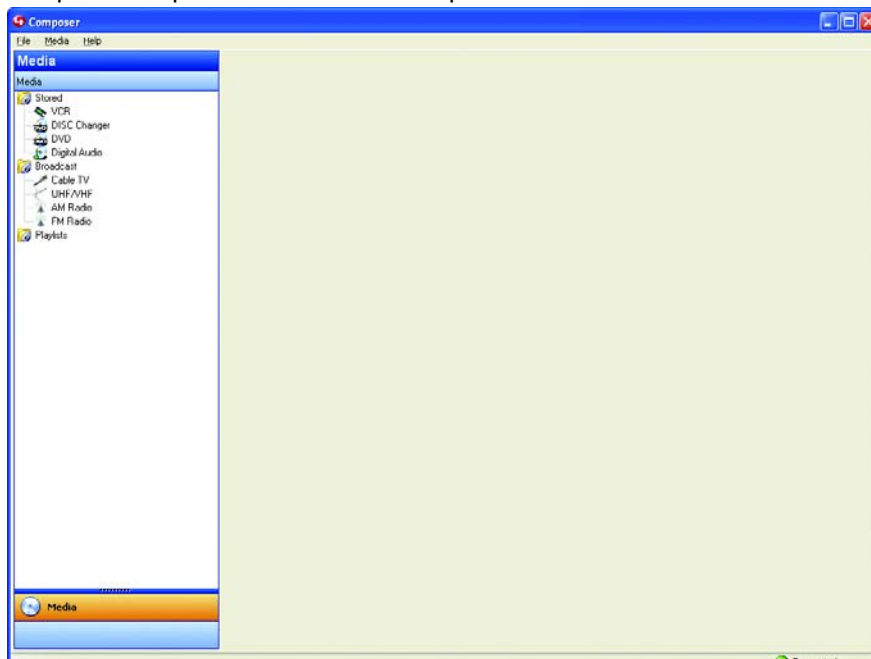 Composer
File Media Help
Media
Media
Stored
VCR
DISC Changer
DVD
Digital Audio
Broadcast
Cable TV
UHF/VHF
AM Radio
FM Radio
Playlists
Media